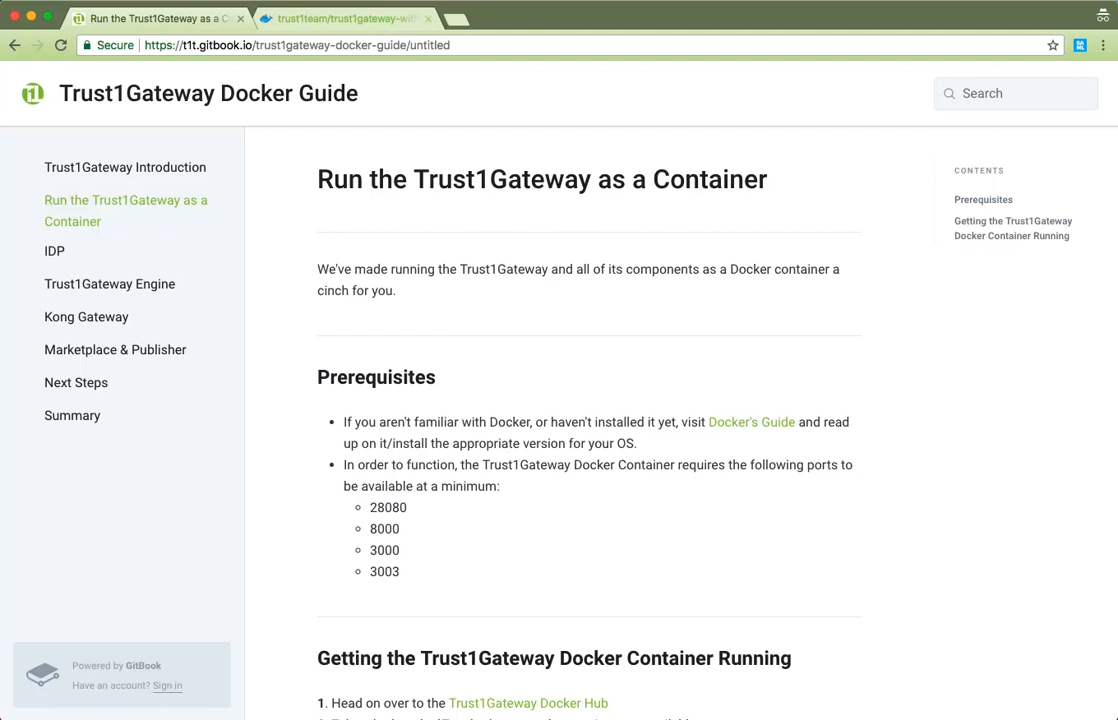 Run the Trust1Gateway as a C
trust1team/trust1gateway-with
Secure
https://t1t.gitbook.io/trust1gateway-docker-guide/untitled
Trust1Gateway Docker Guide
Search
Trust1Gateway Introduction
Run the Trust1Gateway as a
Container
IDP
Trust1Gateway Engine
Kong Gateway
Marketplace & Publisher
Next Steps
Summary
Powered by GitBook
Have an account? Sign in
Run the Trust1Gateway as a Container
We've made running the Trust1Gateway and all of its components as a Docker container a
cinch for you.
Prerequisites
• If you aren't familiar with Docker, or haven't installed it yet, visit Docker's Guide and read
up on it/install the appropriate version for your OS.
• In order to function, the Trust1Gateway Docker Container requires the following ports to
be available at a minimum:
28080
8000
3000
3003
Getting the Trust1Gateway Docker Container Running
1. Head on over to the Trust1Gateway Docker Hub
CONTENTS
Prerequisites
Getting the Trust1Gateway
Docker Container Running